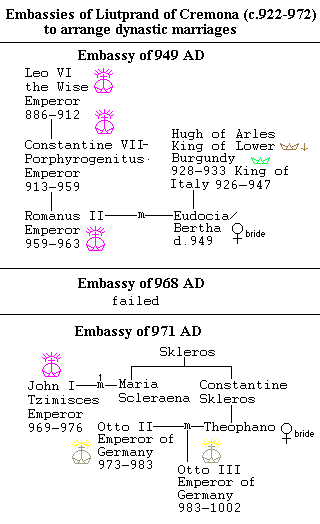 Embassies of Liutprand of Cremona (c.922-972)
to arrange dynastic marriages
Embassy of 949 AD
Leo VI
the Wise
Emperor
886-912
Constantine VII-
Porphyrogenitus
Emperor
913-959
Hugh of Arles
King of Lower
Burgundy
928-933 King of
Italy 926-947
Romanus II
Emperor
959-963
m
Eudocia/
Bertha
d.949
bride
Embassy of 968 AD
failed
Embassy of 971 AD
Skleros
John I
Tzimisces
Emperor
969-976
1
m
Maria
Scleraena
Constantine
Skleros
Otto II
Emperor of
Germany
973-983
m
Theophano
bride
Otto III
Emperor of
Germany
983-1002